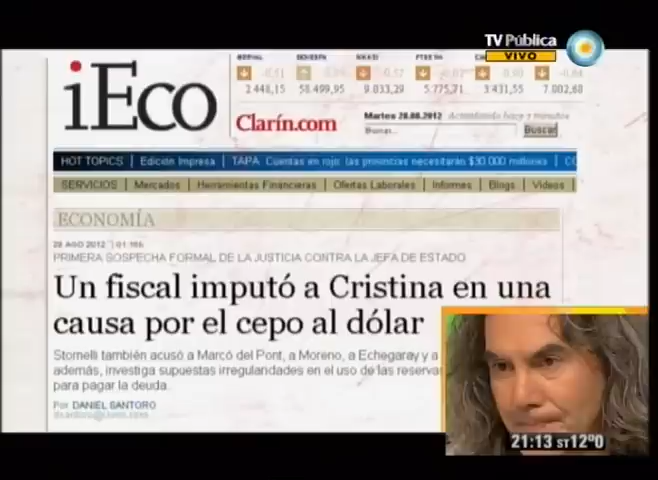 TV Pública
VIVO
iEco
Clarín.com
2.448,15 58.499,95 9.033,29 5.775,71 3.431,55 7.002,68
Martes 28.08.2012 Actualizado hace 7 minutos
Buscar
HOT TOPICS | Edición Impresa | TAPA Cuentas en rojo: las provincias necesitarán $30.000 millones
SERVICIOS | Mercados | Herramientas Financieras | Ofertas Laborales | Informes | Blogs | Videos
ECONOMÍA
28 AGO 2012
PRIMERA SOSPECHA FORMAL DE LA JUSTICIA CONTRA LA JEFA DE ESTADO
Un fiscal imputó a Cristina en una
causa por el cepo al dólar
Stornelli también acusó a Marcó del Pont, a Moreno, a Echegaray y a
además, investiga supuestas irregularidades en el uso de las reservas
para pagar la deuda.
Por DANIEL SANTORO
21:13 ST12º0